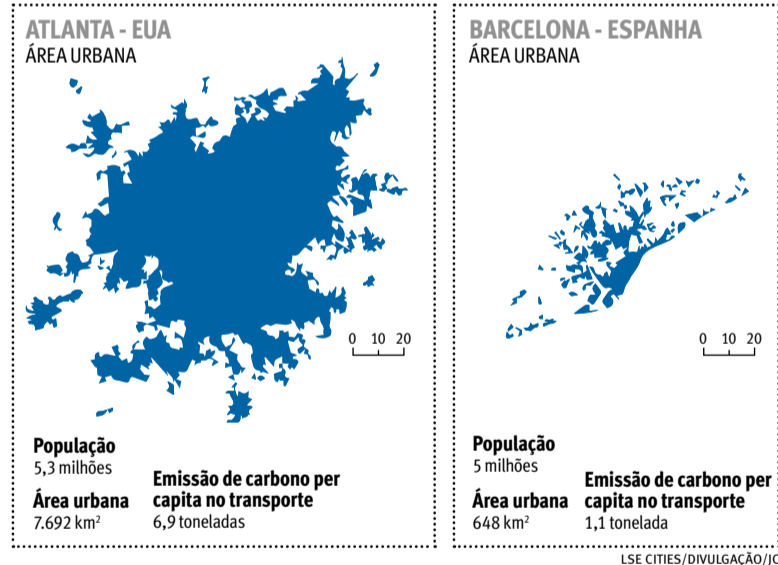 ATLANTA - EUA
ÁREA URBANA
0 10 20
População
5,3 milhões
Área urbana
7.692 km²
Emissão de carbono per
capita no transporte
6,9 toneladas
BARCELONA - ESPANHA
ÁREA URBANA
0 10 20
População
5 milhões
Área urbana
648 km²
Emissão de carbono per
capita no transporte
1,1 tonelada
LSE CITIES/DIVULGAÇÃO/JC